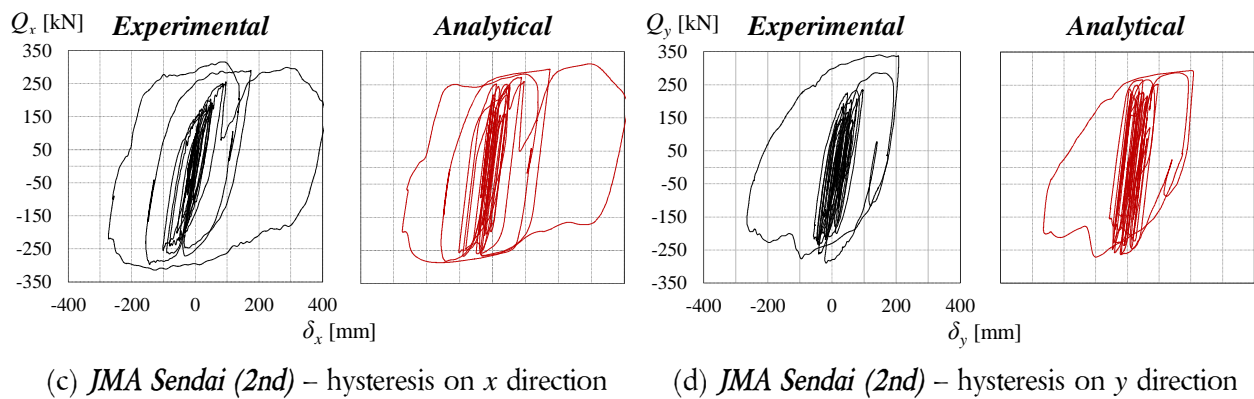 Qx [kN] Experimental Analytical Qy [kN] Experimental Analytical
350 350
250 250
150 150
50 50
-50 -50
-150 -150
-250 -250
-350 -350
-400 -200 0 200 400 -400 -200 0 200 400
δx [mm] δy [mm]
(c) JMA Sendai (2nd) – hysteresis on x direction (d) JMA Sendai (2nd) – hysteresis on y direction